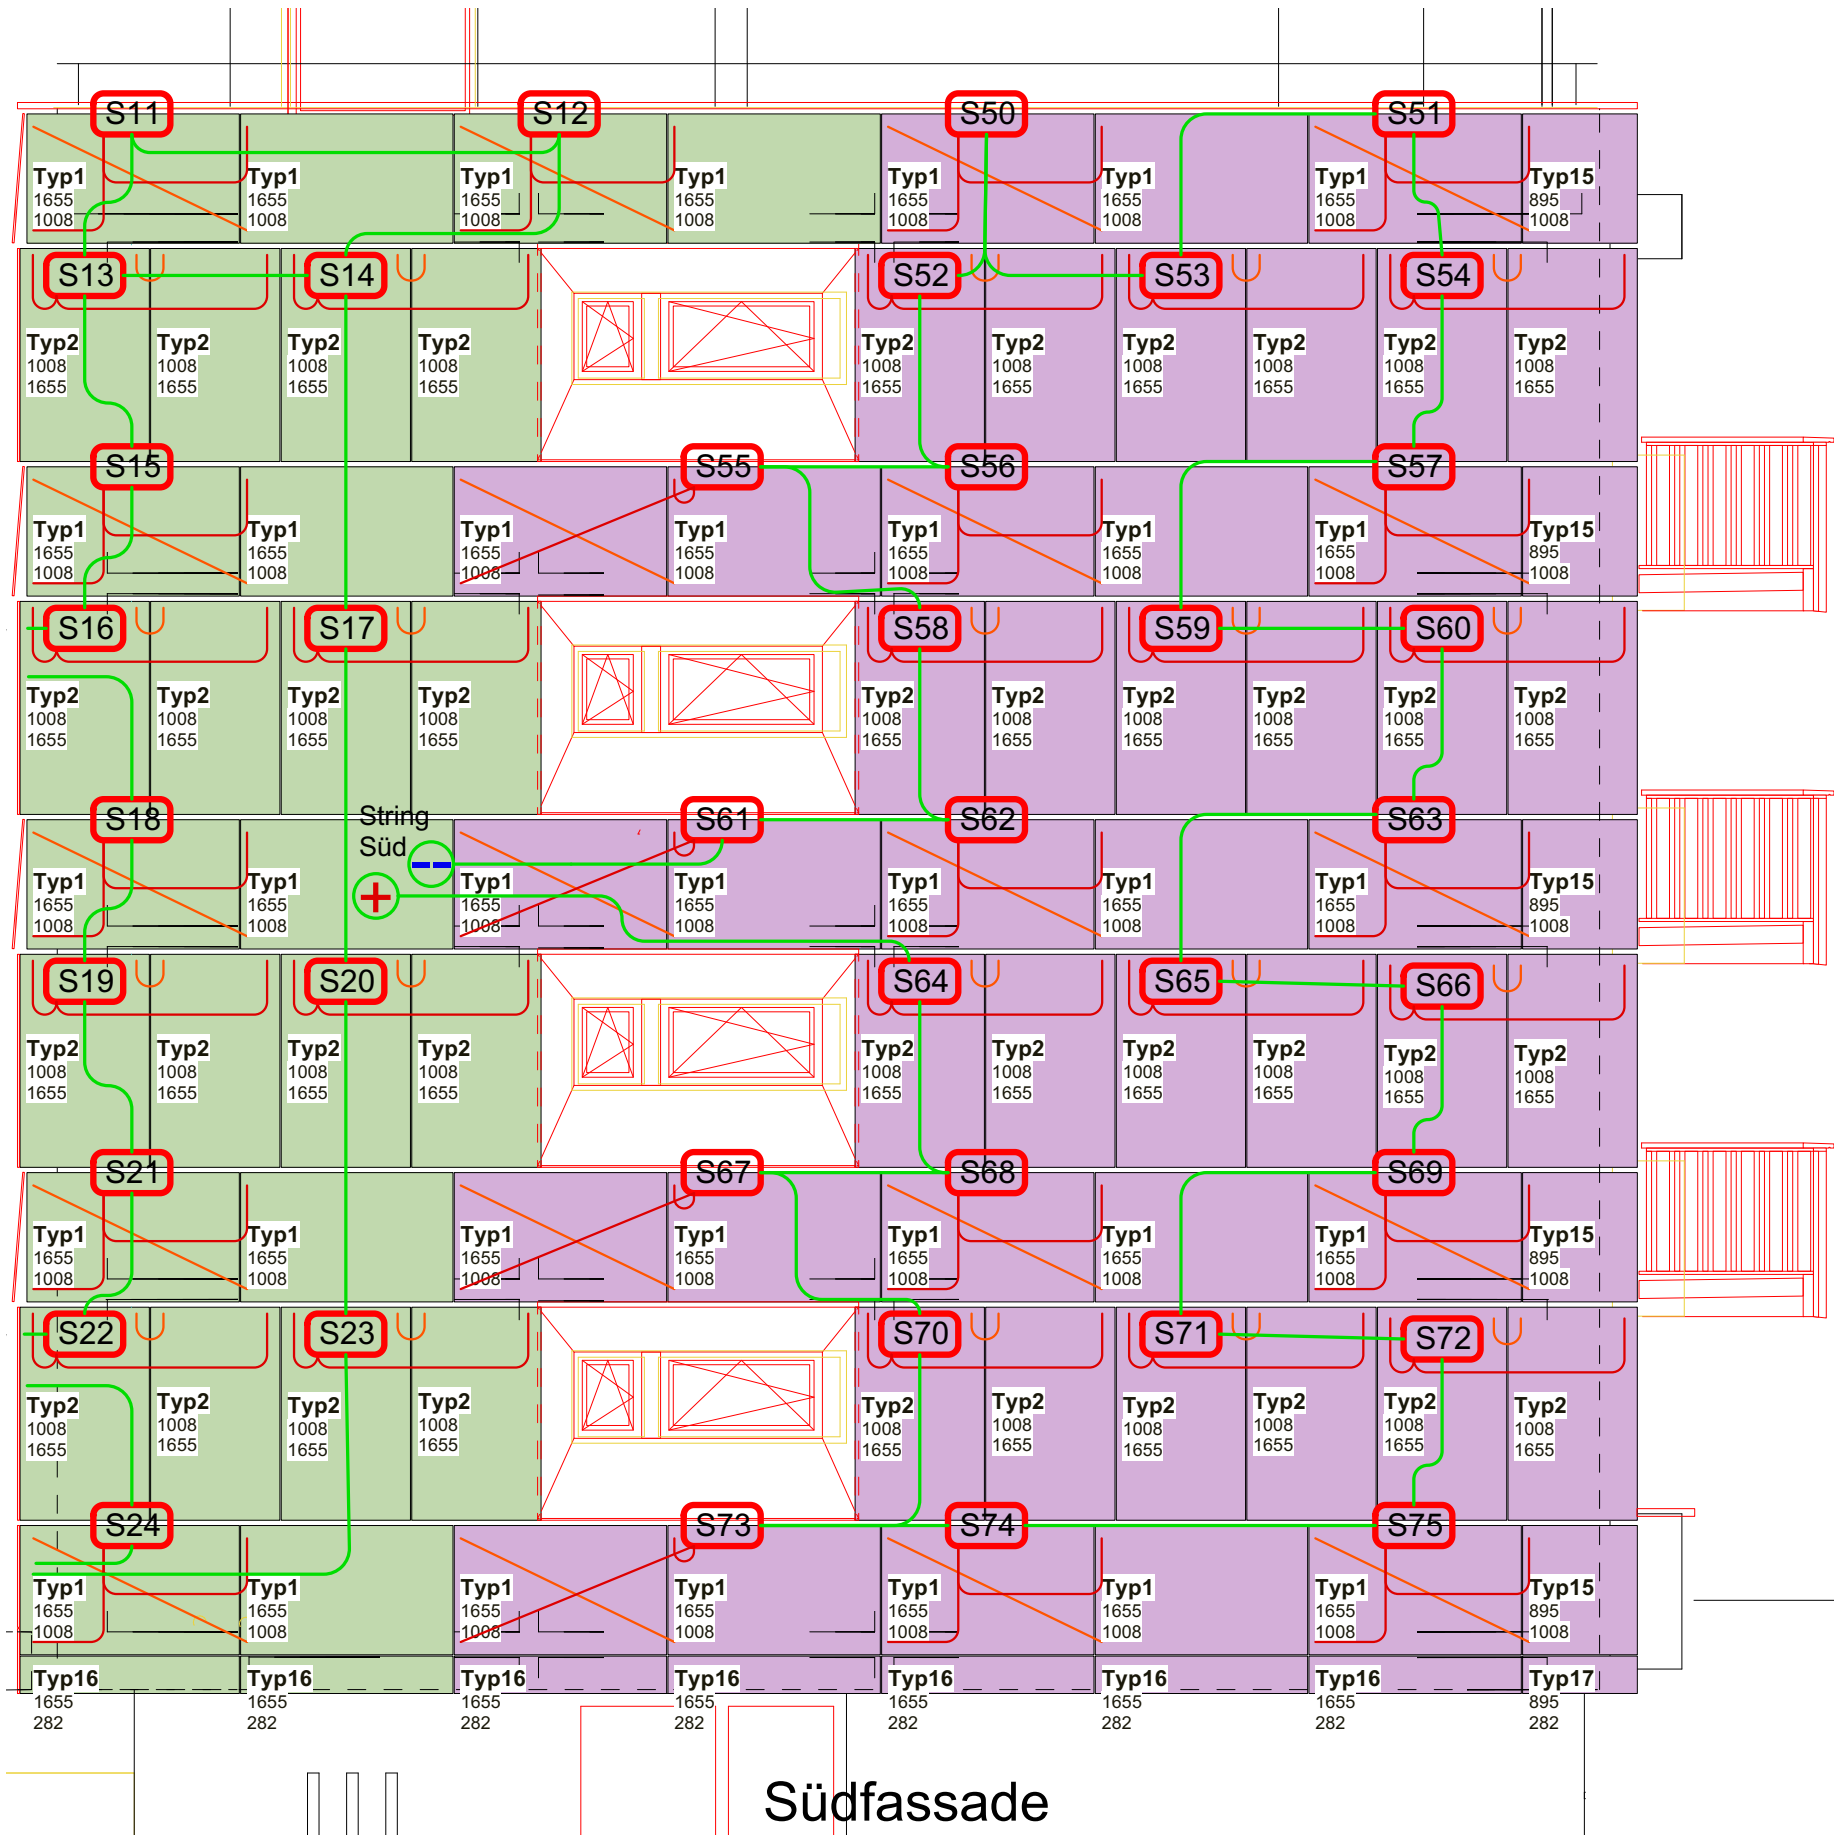 S11 S12 S50 S51
Typ1 Typ1 Typ1 Typ1 Typ1 Typ1 Typ1 Typ15
1655 1655 1655 1655 1655 1655 1655 895
1008 1008 1008 1008 1008 1008 1008 1008
S13 S14 S52 S53 S54
Typ2 Typ2 Typ2 Typ2 Typ2 Typ2 Typ2 Typ2 Typ2 Typ2
1008 1008 1008 1008 1008 1008 1008 1008 1008 1008
1655 1655 1655 1655 1655 1655 1655 1655 1655 1655
S15 S55 S56 S57
Typ1 Typ1 Typ1 Typ1 Typ1 Typ1 Typ1 Typ15
1655 1655 1655 1655 1655 1655 1655 895
1008 1008 1008 1008 1008 1008 1008 1008
S16 S17 S58 S59 S60
Typ2 Typ2 Typ2 Typ2 Typ2 Typ2 Typ2 Typ2 Typ2 Typ2
1008 1008 1008 1008 1008 1008 1008 1008 1008 1008
1655 1655 1655 1655 1655 1655 1655 1655 1655 1655
S18 S61 S62 S63
String
Süd
--
+
Typ1 Typ1 Typ1 Typ1 Typ1 Typ1 Typ1 Typ15
1655 1655 1655 1655 1655 1655 1655 895
1008 1008 1008 1008 1008 1008 1008 1008
S19 S20 S64 S65 S66
Typ2 Typ2 Typ2 Typ2 Typ2 Typ2 Typ2 Typ2 Typ2 Typ2
1008 1008 1008 1008 1008 1008 1008 1008 1008 1008
1655 1655 1655 1655 1655 1655 1655 1655 1655 1655
S21 S67 S68 S69
Typ1 Typ1 Typ1 Typ1 Typ1 Typ1 Typ1 Typ15
1655 1655 1655 1655 1655 1655 1655 895
1008 1008 1008 1008 1008 1008 1008 1008
S22 S23 S70 S71 S72
Typ2 Typ2 Typ2 Typ2 Typ2 Typ2 Typ2 Typ2 Typ2 Typ2
1008 1008 1008 1008 1008 1008 1008 1008 1008 1008
1655 1655 1655 1655 1655 1655 1655 1655 1655 1655
S24 S73 S74 S75
Typ1 Typ1 Typ1 Typ1 Typ1 Typ1 Typ1 Typ15
1655 1655 1655 1655 1655 1655 1655 895
1008 1008 1008 1008 1008 1008 1008 1008
Typ16 Typ16 Typ16 Typ16 Typ16 Typ16 Typ16 Typ17
1655 1655 1655 1655 1655 1655 1655 895
282 282 282 282 282 282 282 282
Südfassade